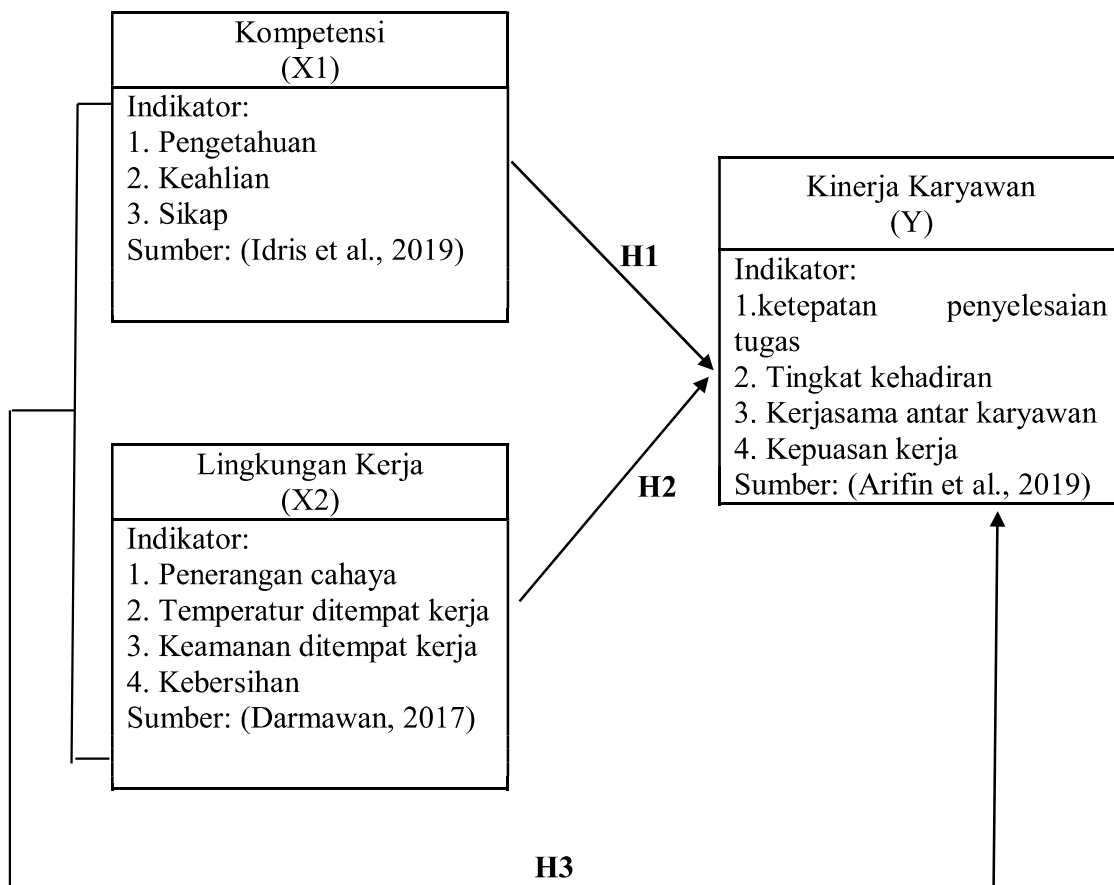 Kompetensi
(X1)
Indikator:
1. Pengetahuan
2. Keahlian
3. Sikap
Sumber: (Idris et al., 2019)
H1
Kinerja Karyawan
(Y)
Indikator:
1.ketepatan penyelesaian
tugas
2. Tingkat kehadiran
3. Kerjasama antar karyawan
4. Kepuasan kerja
Sumber: (Arifin et al., 2019)
Lingkungan Kerja
(X2)
Indikator:
1. Penerangan cahaya
2. Temperatur ditempat kerja
3. Keamanan ditempat kerja
4. Kebersihan
Sumber: (Darmawan, 2017)
H2
H3